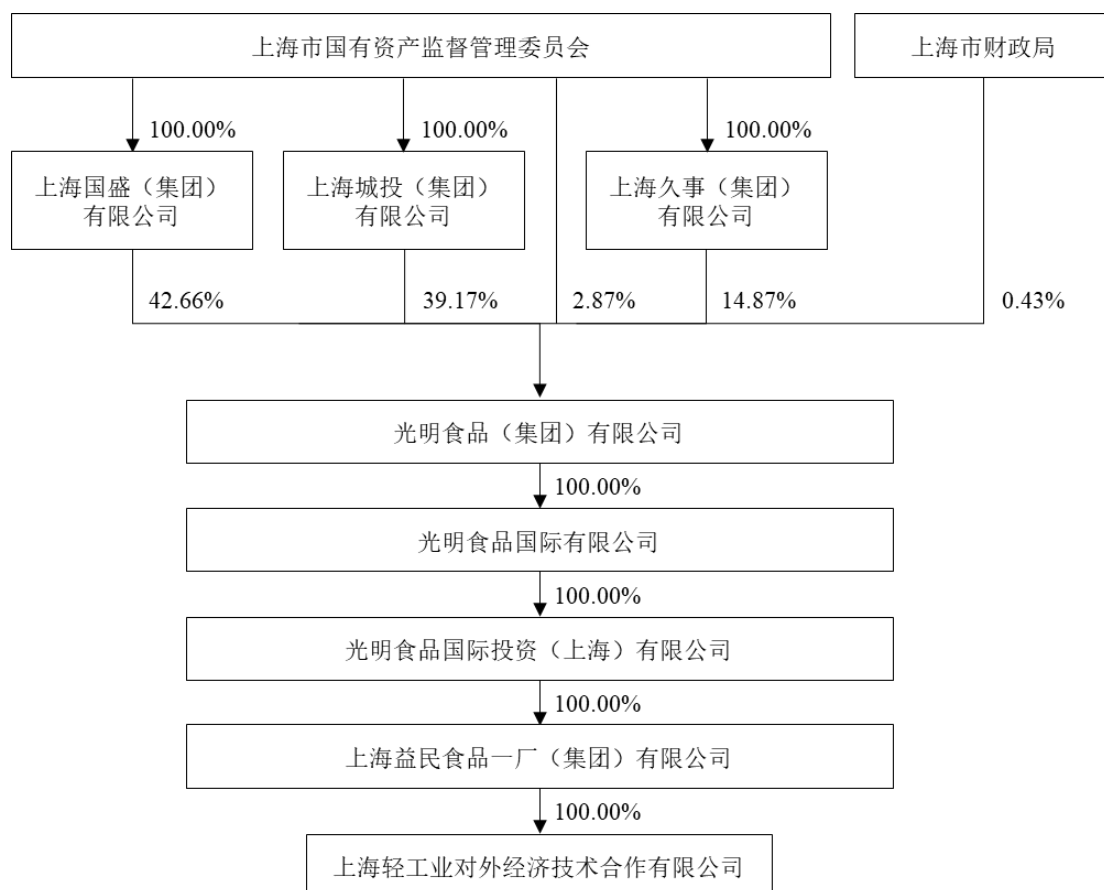 上海市国有资产监督管理委员会
上海市财政局
100.00%
100.00%
100.00%
上海国盛（集团）
有限公司
上海城投（集团）
有限公司
上海久事（集团）
有限公司
42.66%
39.17%
2.87%
14.87%
0.43%
光明食品（集团）有限公司
100.00%
光明食品国际有限公司
100.00%
光明食品国际投资（上海）有限公司
100.00%
上海益民食品一厂（集团）有限公司
100.00%
上海轻工业对外经济技术合作有限公司